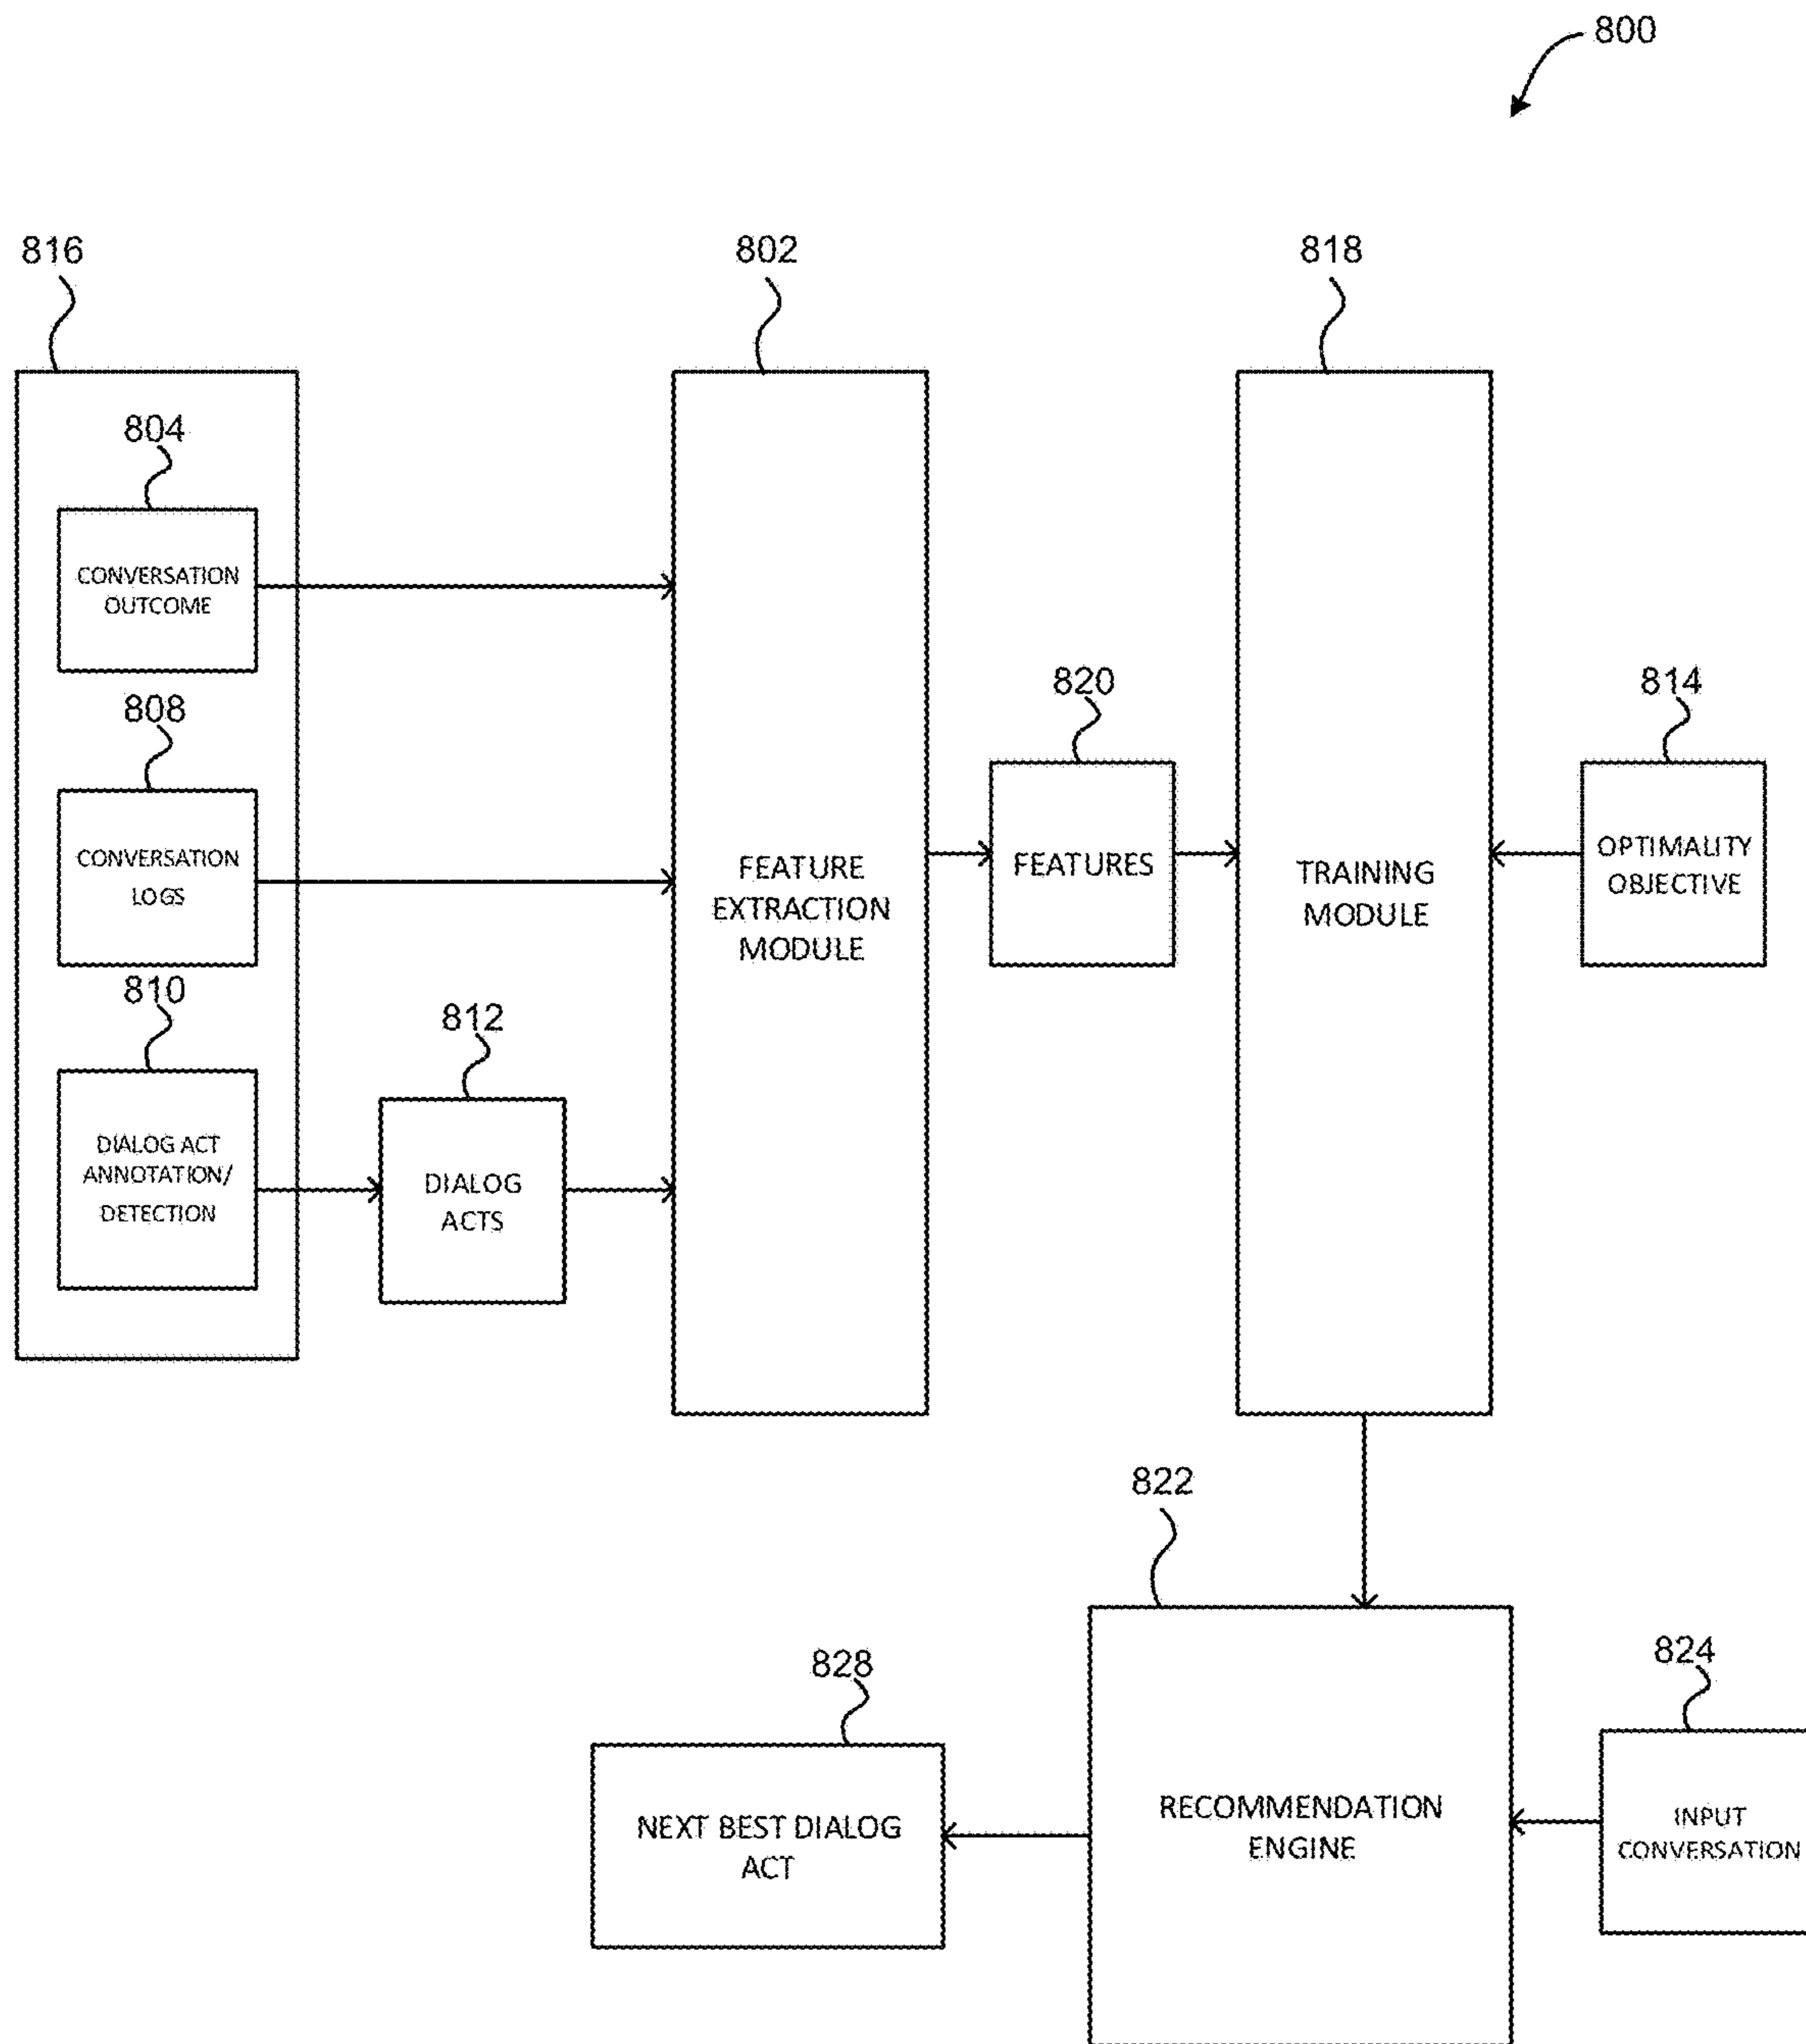 800
816
802
818
804
CONVERSATION
OUTCOME
808
CONVERSATION
LOGS
810
DIALOG ACT
ANNOTATION/
DETECTION
812
DIALOG
ACTS
FEATURE
EXTRACTION
MODULE
820
FEATURES
TRAINING
MODULE
814
OPTIMALITY
OBJECTIVE
822
RECOMMENDATION
ENGINE
828
NEXT BEST DIALOG
ACT
824
INPUT
CONVERSATION